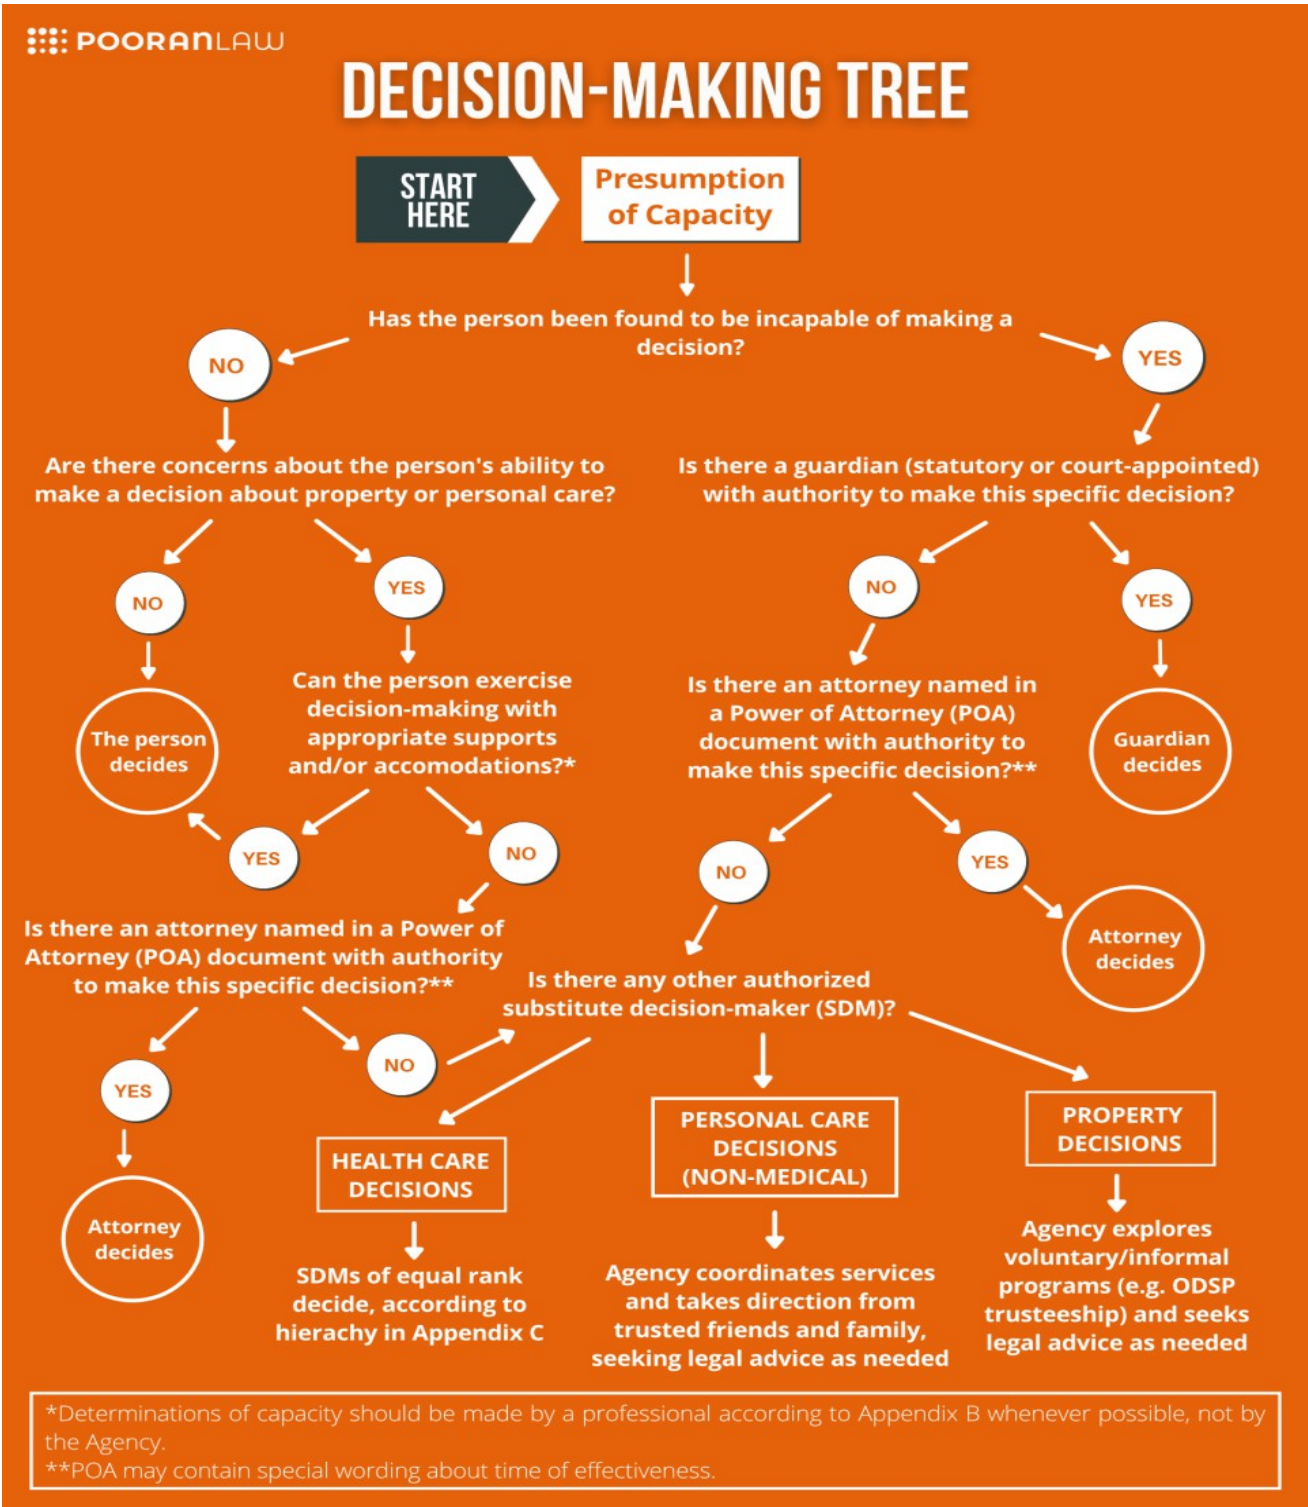 POORANLAW
DECISION-MAKING TREE
START
HERE
Presumption
of Capacity
Has the person been found to be incapable of making a
decision?
NO
YES
Are there concerns about the person's ability to
make a decision about property or personal care?
Is there a guardian (statutory or court-appointed)
with authority to make this specific decision?
NO
YES
NO
YES
The person
decides
Can the person exercise
decision-making with
appropriate supports
and/or accomodations?*
Is there an attorney named in
a Power of Attorney (POA)
document with authority to
make this specific decision?**
Guardian
decides
YES
NO
NO
YES
Is there an attorney named in a Power of
Attorney (POA) document with authority
to make this specific decision?**
Attorney
decides
Is there any other authorized
substitute decision-maker (SDM)?
YES
NO
Attorney
decides
HEALTH CARE
DECISIONS
SDMs of equal rank
decide, according to
hierachy in Appendix C
PERSONAL CARE
DECISIONS
(NON-MEDICAL)
Agency coordinates services
and takes direction from
trusted friends and family,
seeking legal advice as needed
PROPERTY
DECISIONS
Agency explores
voluntary/informal
programs (e.g. ODSP
trusteeship) and seeks
legal advice as needed
*Determinations of capacity should be made by a professional according to Appendix B whenever possible, not by
the Agency.
**POA may contain special wording about time of effectiveness.